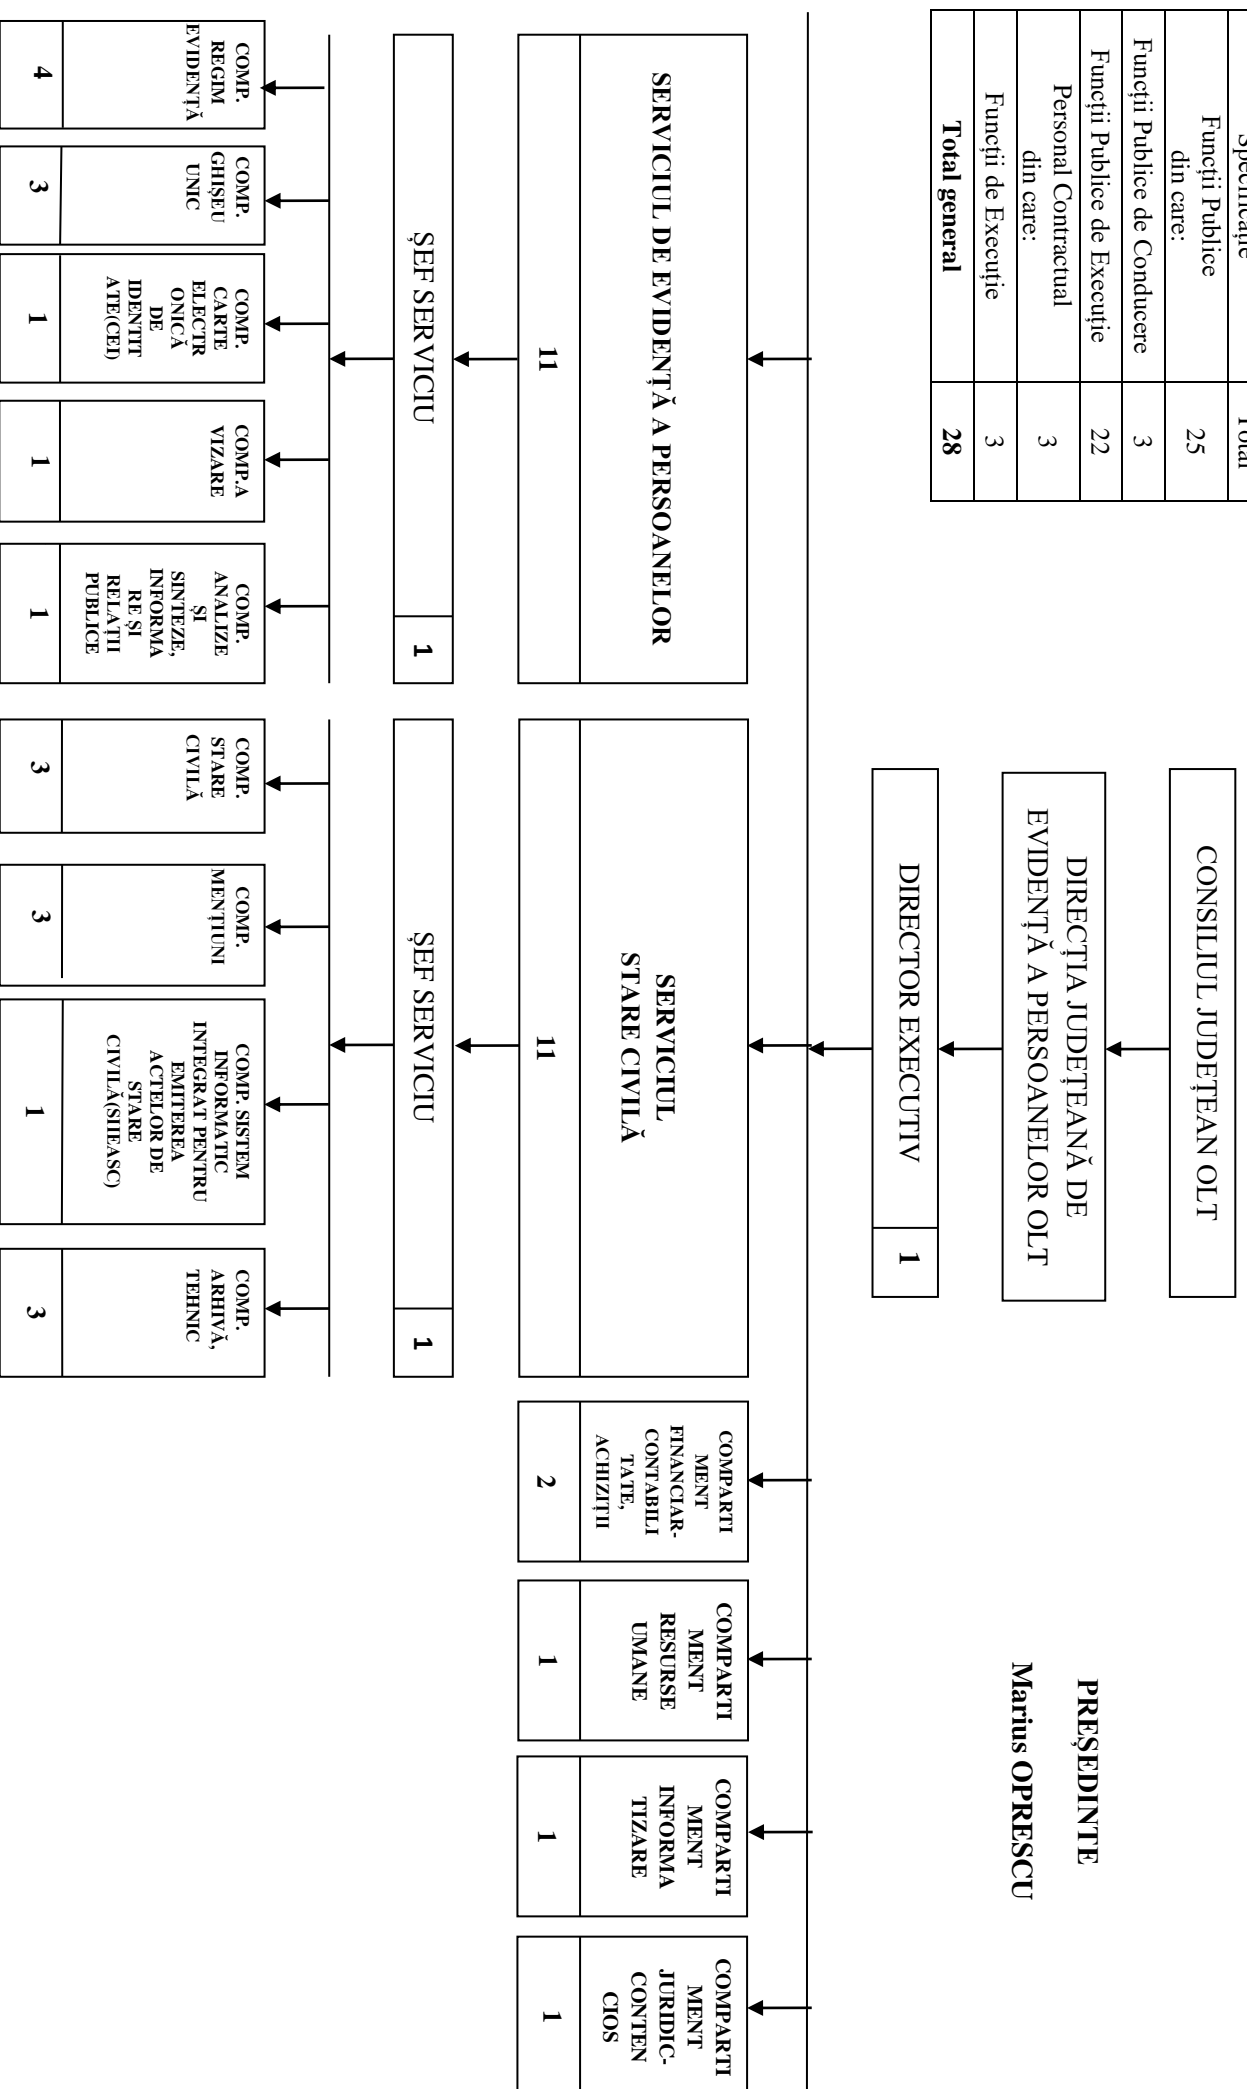 Specificație
Total
Funcții Publice
din care:
25
Funcții Publice de Conducere
3
Funcții Publice de Execuție
22
Personal Contractual
din care:
3
Funcții de Execuție
3
Total general
28
CONSILIUL JUDEȚEAN OLT
DIRECȚIA JUDEȚEANĂ DE
EVIDENȚĂ A PERSOANELOR OLT
DIRECTOR EXECUTIV
1
PREȘEDINTE
Marius OPRESCU
SERVICIUL DE EVIDENȚĂ A PERSOANELOR
11
ȘEF SERVICIU
1
COMP.
REGIM
EVIDENȚĂ
4
COMP.
GHIȘEU
UNIC
3
COMP.
CARTE
ELECTR
ONICĂ
DE
IDENTIT
ATE(CEI)
1
COMP.A
VIZARE
1
COMP.
ANALIZE
ȘI
SINTEZE,
INFORMA
RE ȘI
RELAȚII
PUBLICE
1
SERVICIUL
STARE CIVILĂ
11
ȘEF SERVICIU
1
COMP.
STARE
CIVILĂ
3
COMP.
MENȚIUNI
3
COMP. SISTEM
INFORMATIC
INTEGRAT PENTRU
EMITEREA
ACTELOR DE
STARE
CIVILĂ(SIIEASC)
1
COMP.
ARHIVĂ,
TEHNIC
3
COMPARTI
MENT
FINANCIAR-
CONTABILI
TATE,
ACHIZIȚII
2
COMPARTI
MENT
RESURSE
UMANE
1
COMPARTI
MENT
INFORMA
TIZARE
1
COMPARTI
MENT
JURIDIC-
CONTEN
CIOS
1